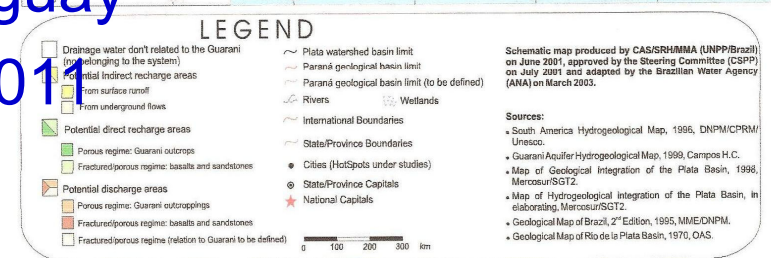 guay
2011
LEGEND
Drainage water don't related to the Guarani
(no belonging to the system)
Potential Indirect recharge areas
From surface runoff
From underground flows
Potential direct recharge areas
Porous regime: Guarani outcrops
Fractured/porous regime: basalts and sandstones
Potential discharge areas
Porous regime: Guarani outcroppings
Fractured/porous regime: basalts and sandstones
Fractured/porous regime (relation to Guarani to be defined)
Plata watershed basin limit
Paraná geological basin limit
Paraná geological basin limit (to be defined)
Rivers
Wetlands
International Boundaries
State/Province Boundaries
Cities (HotSpots under studies)
State/Province Capitals
National Capitals
0 100 200 300 km
Schematic map produced by CAS/SRH/MMA (UNPP/Brazil)
on June 2001, approved by the Steering Committee (CSPP)
on July 2001 and adapted by the Brazilian Water Agency
(ANA) on March 2003.
Sources:
• South America Hydrogeological Map, 1996, DNPM/CPRM/
Unesco.
• Guarani Aquifer Hydrogeological Map, 1999, Campos H.C.
• Map of Geological Integration of the Plata Basin, 1998,
Mercosur/SGT2.
• Map of Hydrogeological integration of the Plata Basin, in
elaborating, Mercosur/SGT2.
• Geological Map of Brazil, 2nd Edition, 1995, MME/DNPM.
• Geological Map of Rio de la Plata Basin, 1970, OAS.